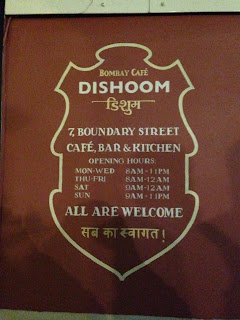 BOMBAY CAFÉ
DISHOOM
डिशुम
7, BOUNDARY STREET
CAFÉ, BAR & KITCHEN
OPENING HOURS:
MON-WED 8AM-11PM
THU-FRI 8AM-12AM
SAT 9AM-12AM
SUN 9AM-11PM
ALL ARE WELCOME
सब का स्वागत!